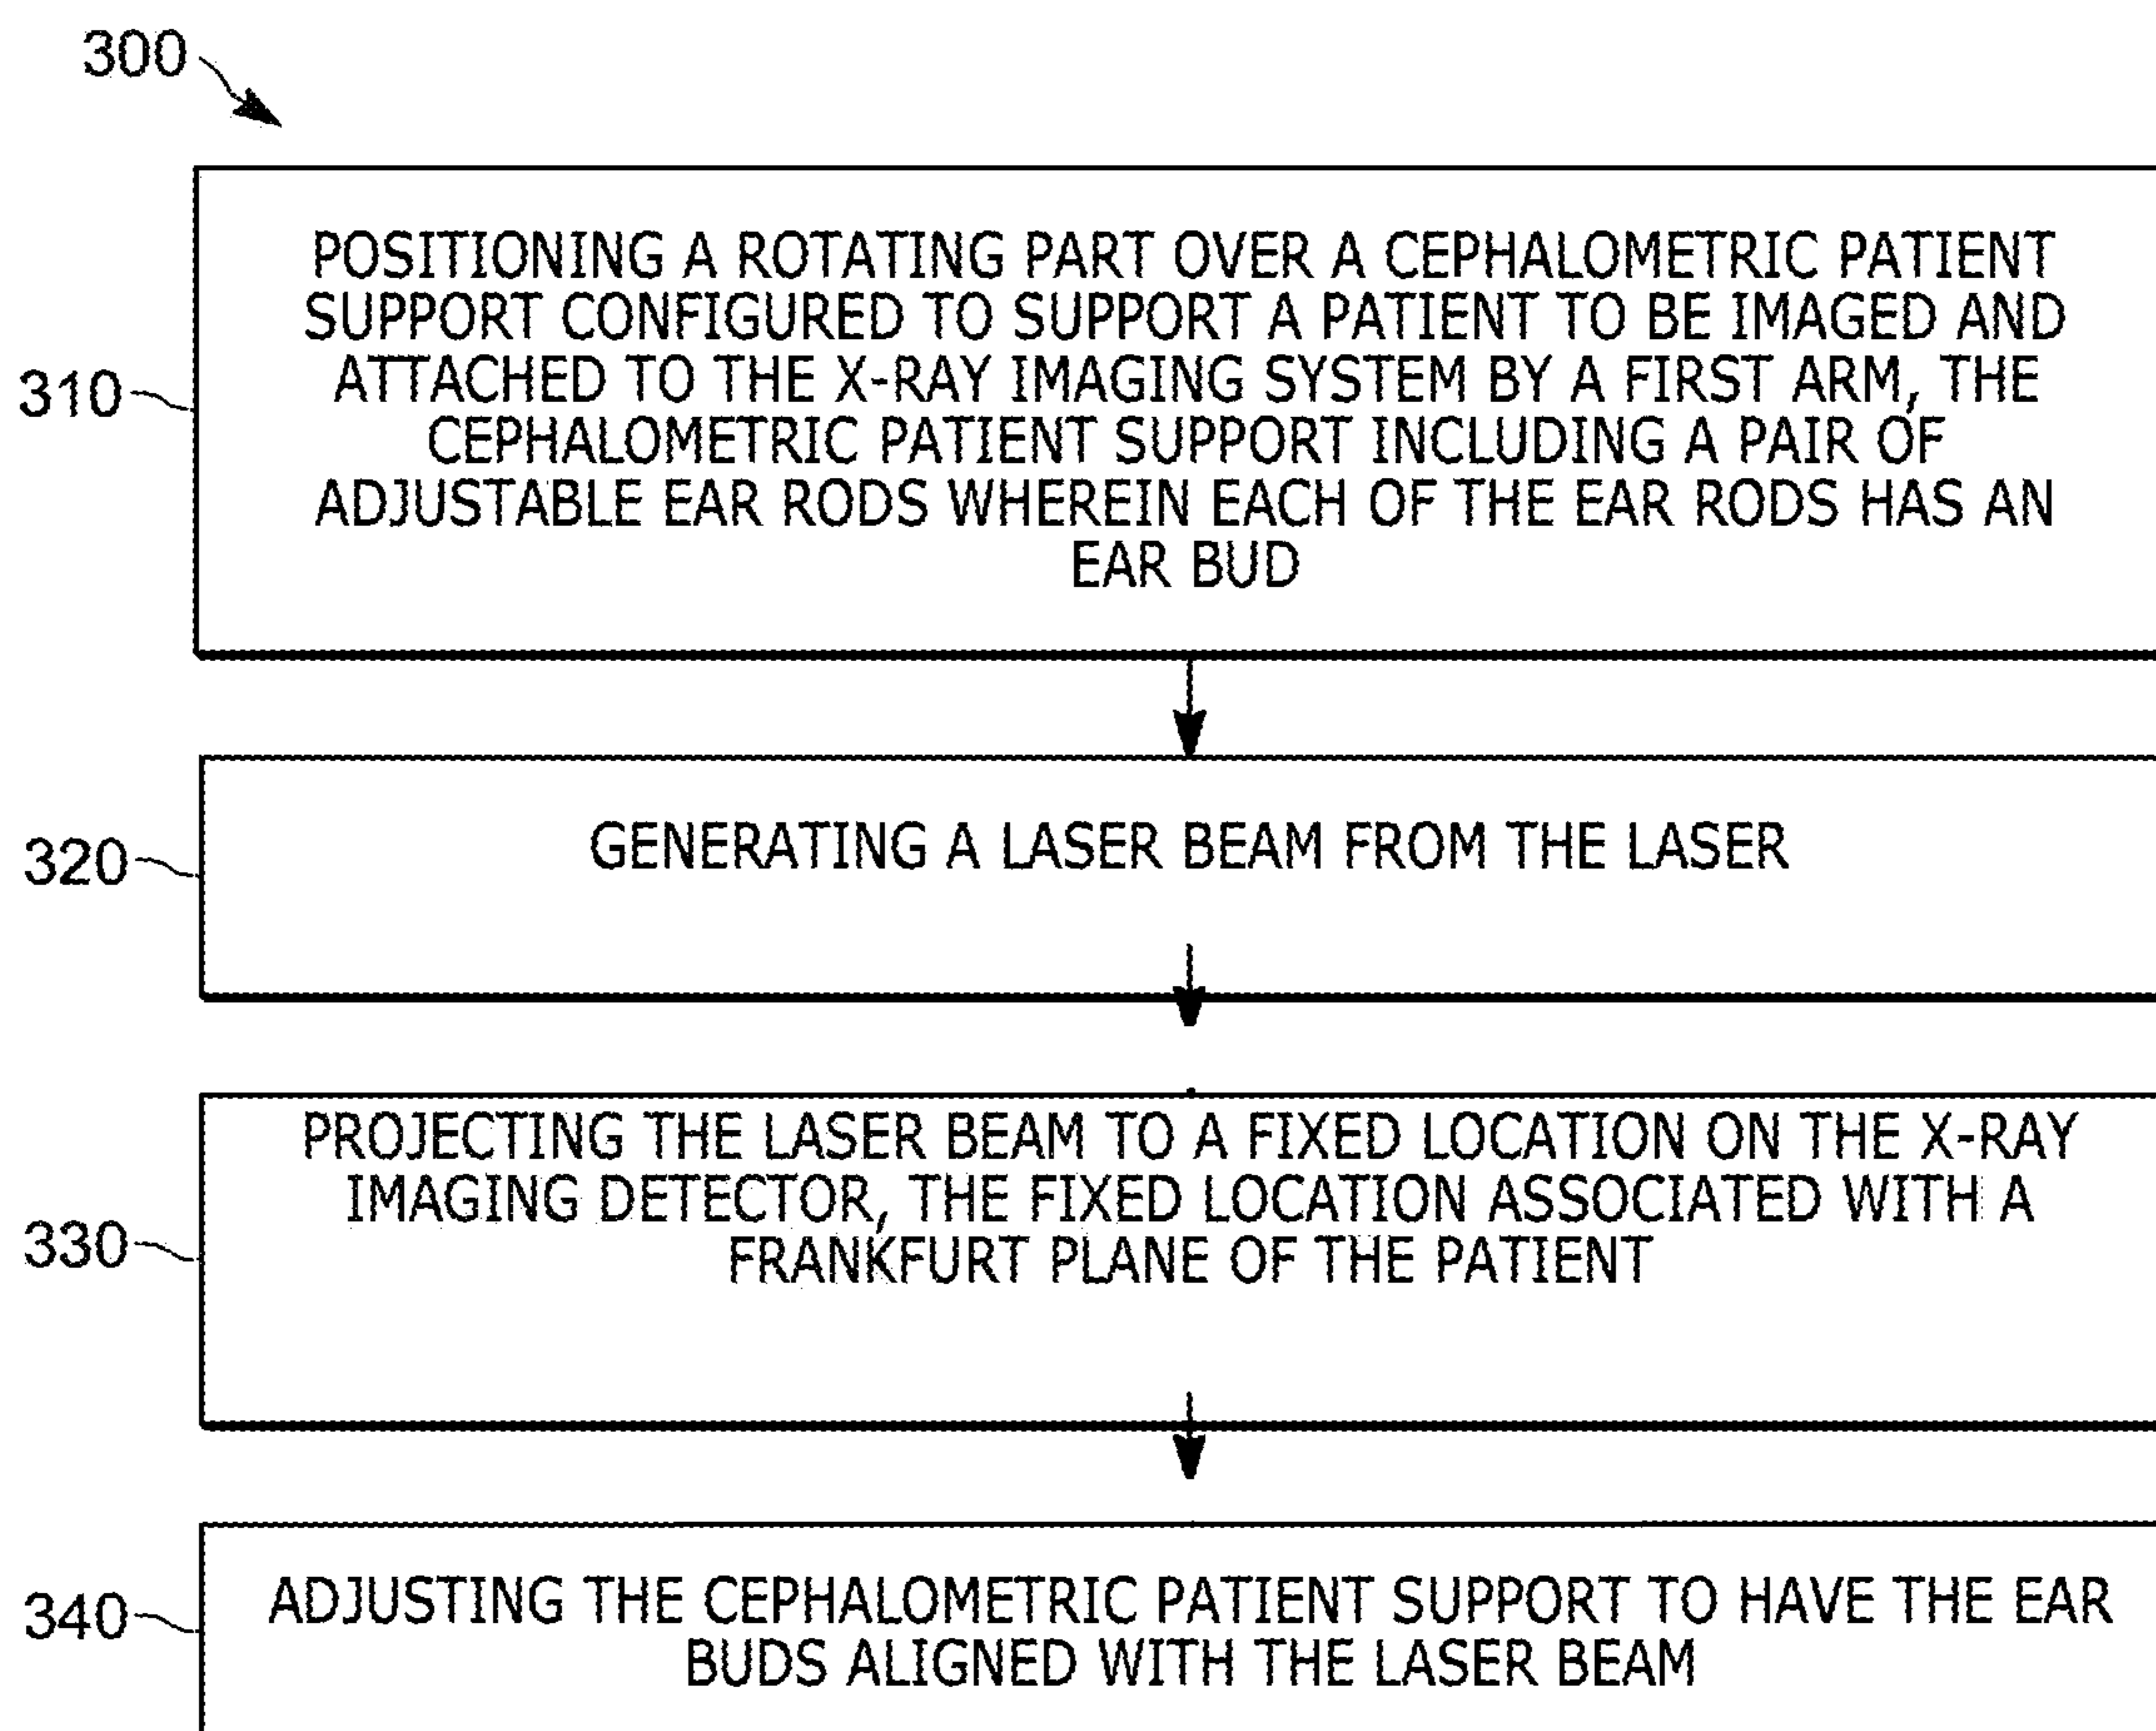 300
POSITIONING A ROTATING PART OVER A CEPHALOMETRIC PATIENT
SUPPORT CONFIGURED TO SUPPORT A PATIENT TO BE IMAGED AND
310
ATTACHED TO THE X-RAY IMAGING SYSTEM BY A FIRST ARM, THE
CEPHALOMETRIC PATIENT SUPPORT INCLUDING A PAIR OF
ADJUSTABLE EAR RODS WHEREIN EACH OF THE EAR RODS HAS AN
EAR BUD
320
GENERATING A LASER BEAM FROM THE LASER
PROJECTING THE LASER BEAM TO A FIXED LOCATION ON THE X-RAY
IMAGING DETECTOR, THE FIXED LOCATION ASSOCIATED WITH A
330
FRANKFURT PLANE OF THE PATIENT
340
ADJUSTING THE CEPHALOMETRIC PATIENT SUPPORT TO HAVE THE EAR
BUDS ALIGNED WITH THE LASER BEAM